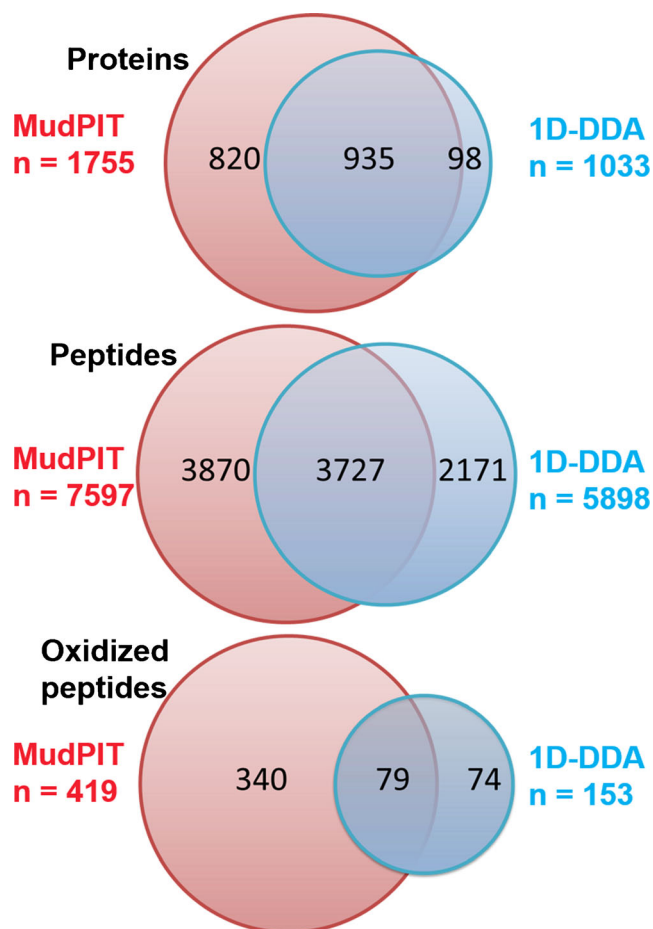 Proteins
MudPIT
n = 1755
820
935
98
1D-DDA
n = 1033
Peptides
MudPIT
n = 7597
3870
3727
2171
1D-DDA
n = 5898
Oxidized
peptides
MudPIT
n = 419
340
79
74
1D-DDA
n = 153